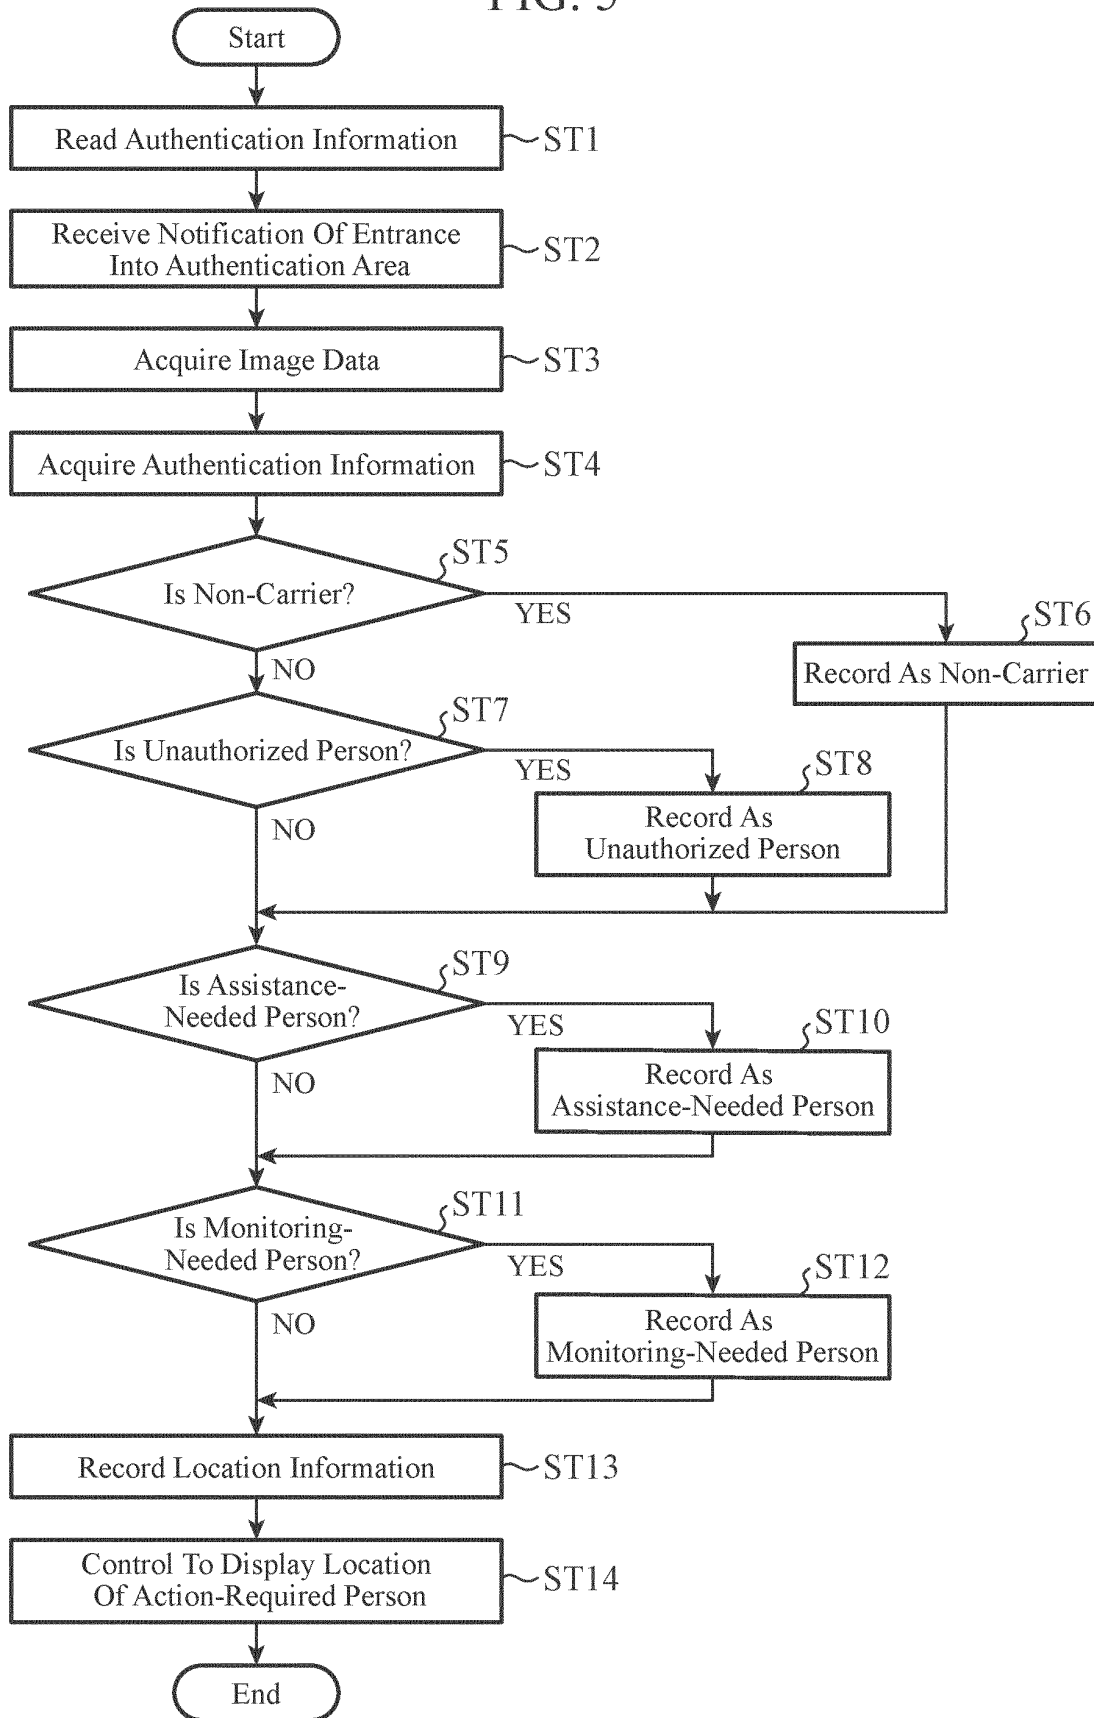 FIG. 5
Start
Read Authentication Information
ST1
Receive Notification Of Entrance
Into Authentication Area
ST2
Acquire Image Data
ST3
Acquire Authentication Information
ST4
ST5
Is Non-Carrier?
YES
NO
ST6
Record As Non-Carrier
ST7
Is Unauthorized Person?
YES
NO
ST8
Record As
Unauthorized Person
ST9
Is Assistance-
Needed Person?
YES
NO
ST10
Record As
Assistance-Needed Person
ST11
Is Monitoring-
Needed Person?
YES
NO
ST12
Record As
Monitoring-Needed Person
Record Location Information
ST13
Control To Display Location
Of Action-Required Person
ST14
End